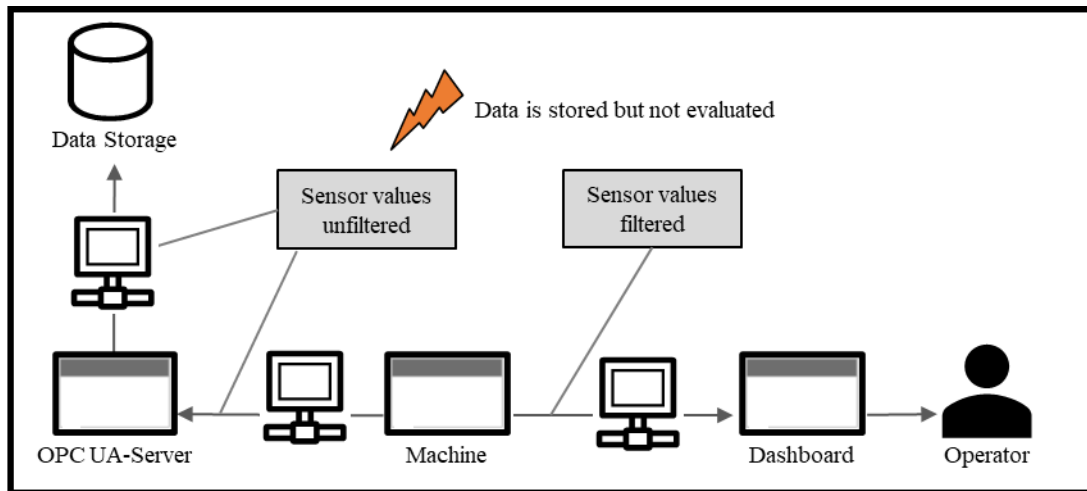 Data is stored but not evaluated
Data Storage
Sensor values
unfiltered
Sensor values
filtered
OPC UA-Server
Machine
Dashboard
Operator